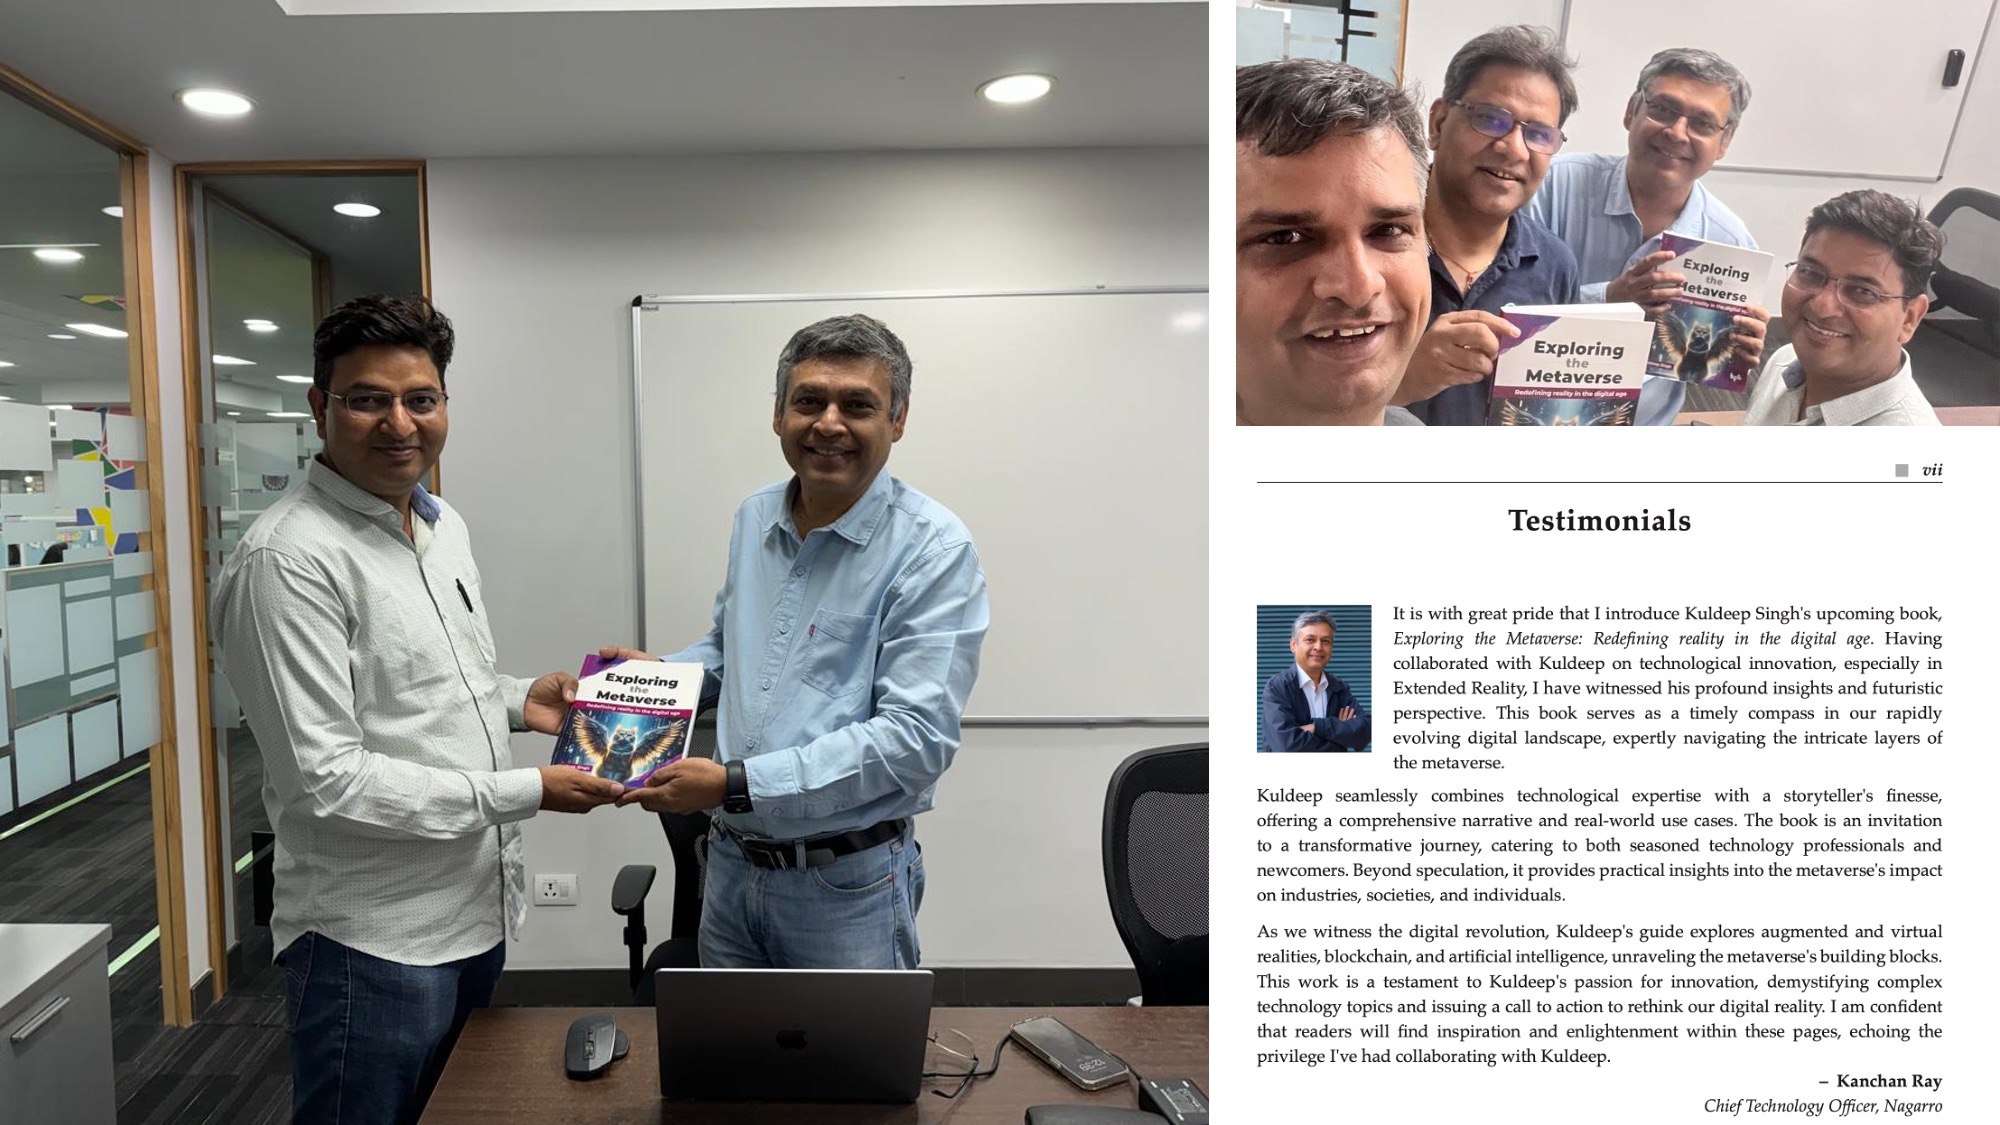 Exploring
the
Metaverse
Redefining reality in the digital age
Exploring
the
Metaverse
Redefining reality in the digital age
Exploring
the
Metaverse
Redefining reality in the digital age
vii
Testimonials
It is with great pride that I introduce Kuldeep Singh's upcoming book,
Exploring the Metaverse: Redefining reality in the digital age. Having
collaborated with Kuldeep on technological innovation, especially in
Extended Reality, I have witnessed his profound insights and futuristic
perspective. This book serves as a timely compass in our rapidly
evolving digital landscape, expertly navigating the intricate layers of
the metaverse.
Kuldeep seamlessly combines technological expertise with a storyteller's finesse,
offering a comprehensive narrative and real-world use cases. The book is an invitation
to a transformative journey, catering to both seasoned technology professionals and
newcomers. Beyond speculation, it provides practical insights into the metaverse's impact
on industries, societies, and individuals.
As we witness the digital revolution, Kuldeep's guide explores augmented and virtual
realities, blockchain, and artificial intelligence, unraveling the metaverse's building blocks.
This work is a testament to Kuldeep's passion for innovation, demystifying complex
technology topics and issuing a call to action to rethink our digital reality. I am confident
that readers will find inspiration and enlightenment within these pages, echoing the
privilege I've had collaborating with Kuldeep.
– Kanchan Ray
Chief Technology Officer, Nagarro